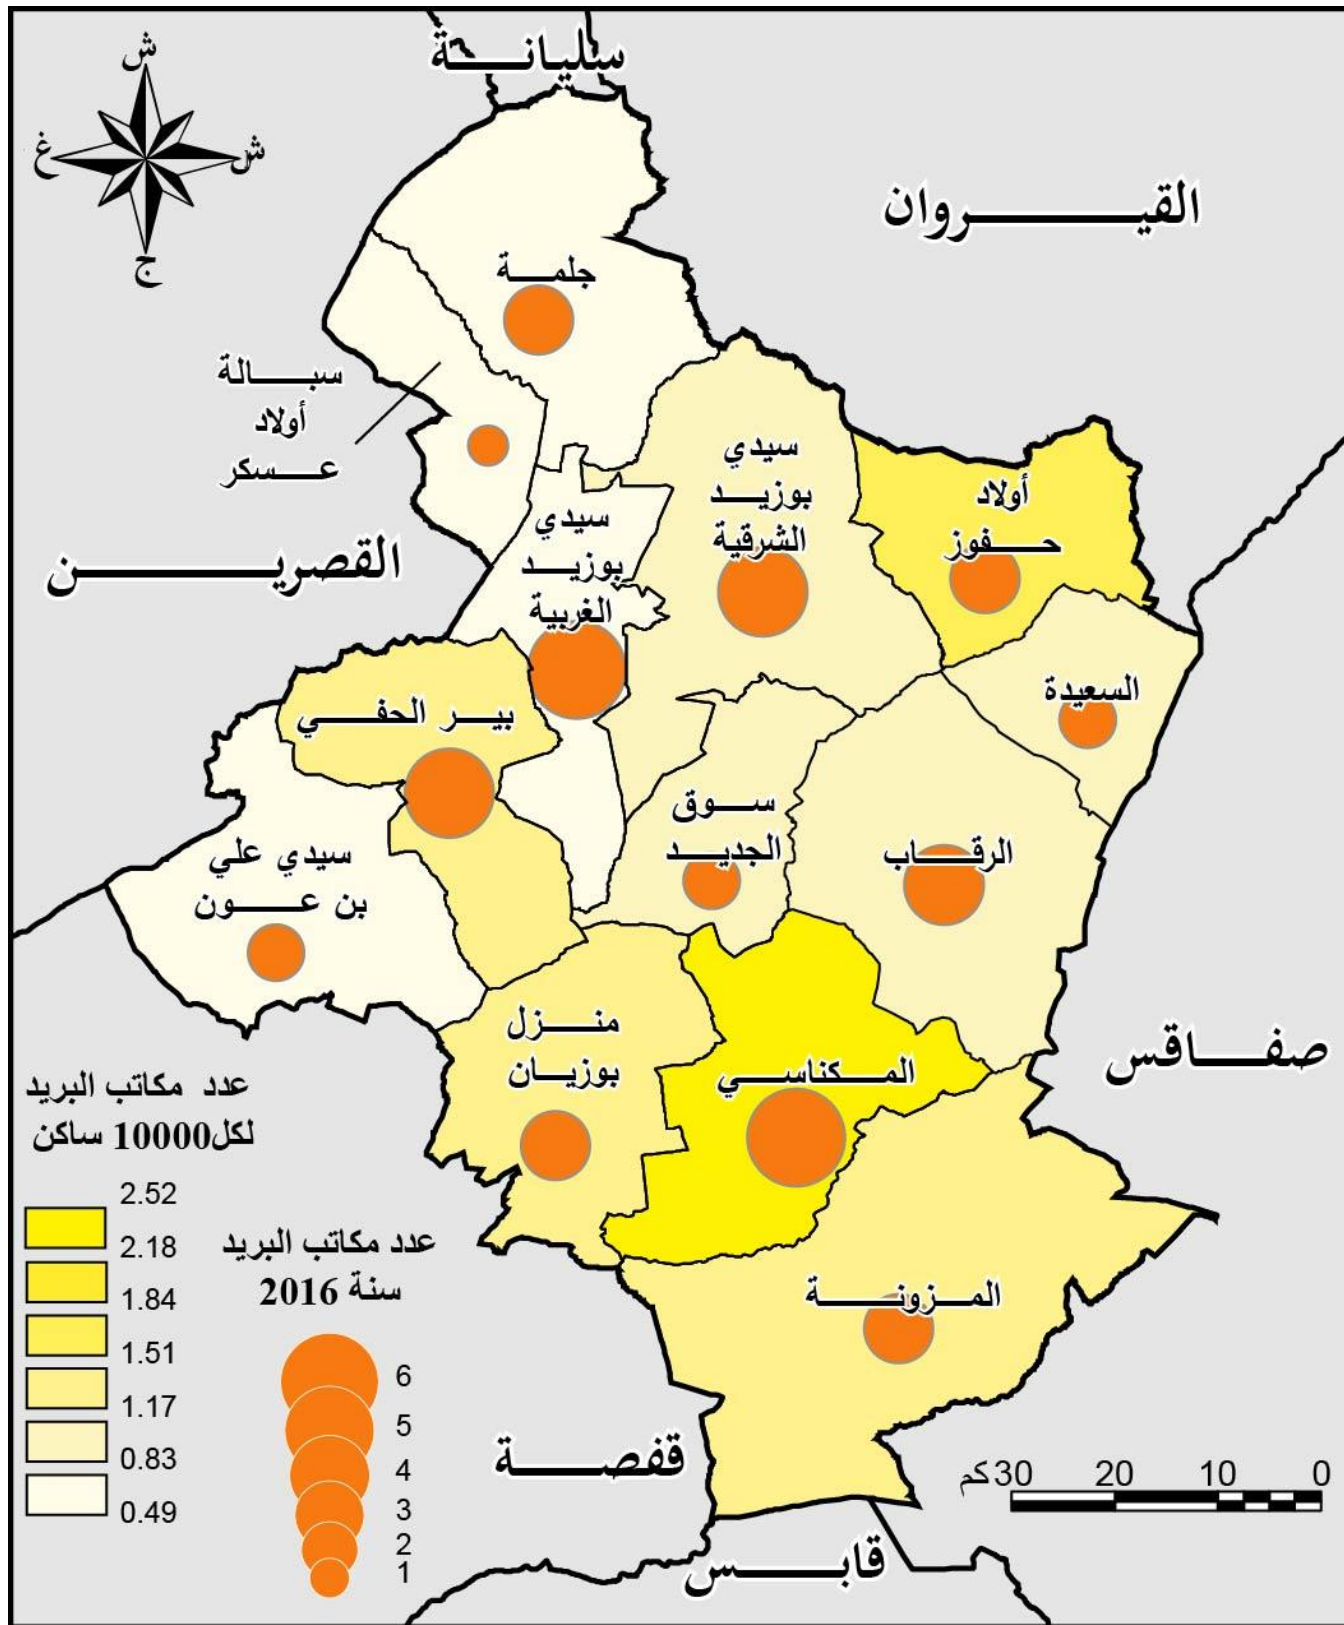 سليانة
ش
غ
ش
ج
القيروان
جلمة
سبالة
أولاد
عسكر
سيدي
بوزيد
الشرقية
أولاد
حفوز
سيدي
بوزيد
الغربية
القصرين
السعيدة
بير الحفي
سوق
الجديد
الرقاب
سيدي علي
بن عون
منزل
بوزيان
المكناسي
صفاقس
المزونة
قفصة
قابس
عدد مكاتب البريد
لكل10000 ساكن
2.52
2.18
1.84
1.51
1.17
0.83
0.49
عدد مكاتب البريد
سنة 2016
6
5
4
3
2
1
كم30 20 10 0